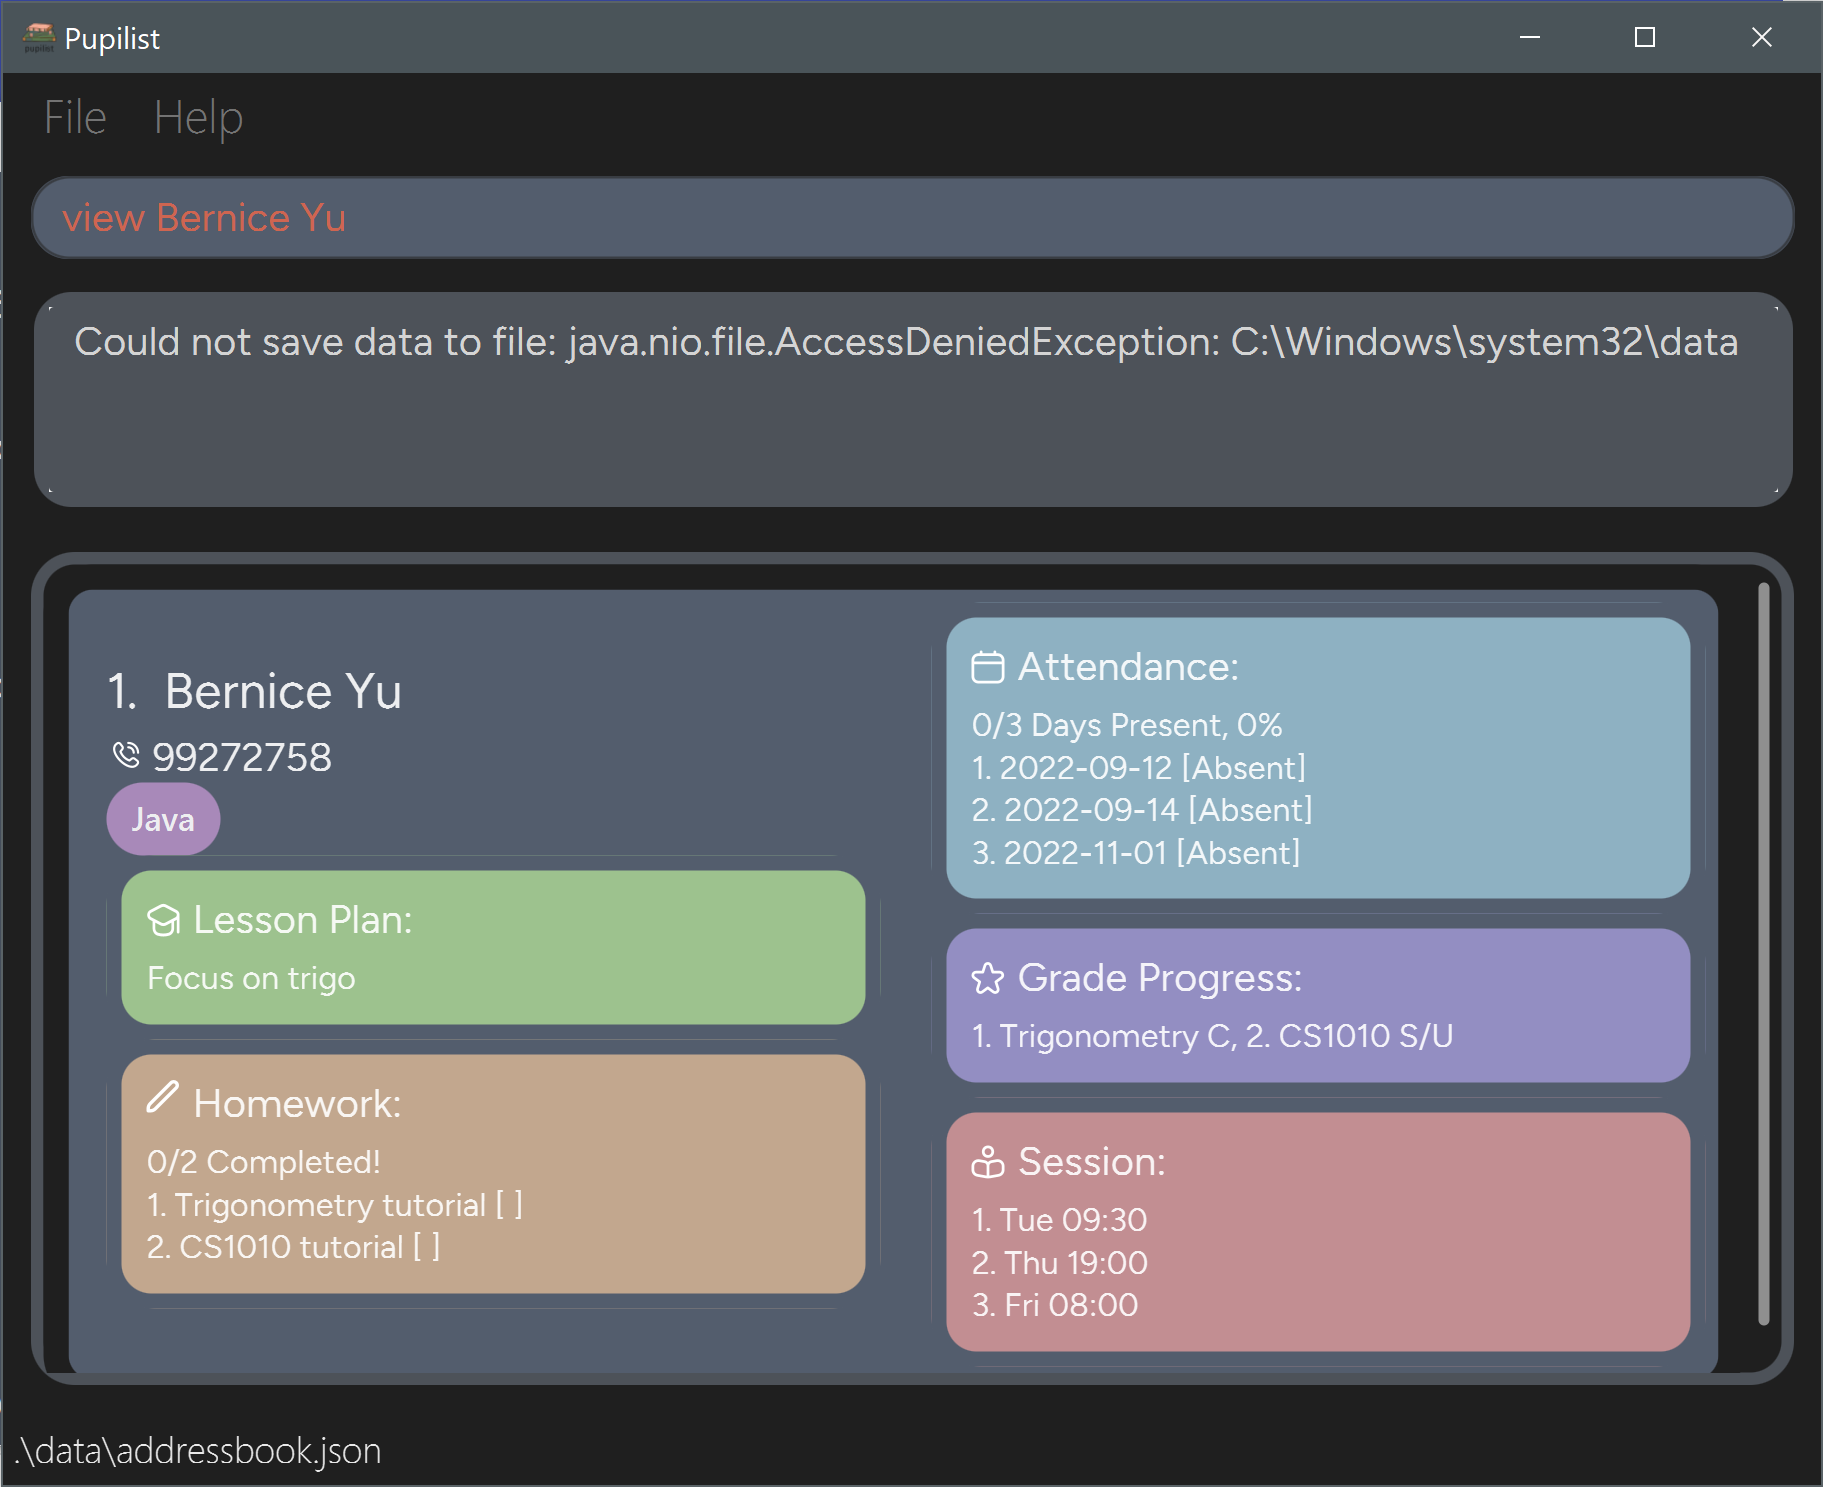 Pupilist
File Help
view Bernice Yu
Could not save data to file: java.nio.file.AccessDeniedException: C:\Windows\system32\data
1. Bernice Yu
99272758
Java
Lesson Plan:
Focus on trigo
Homework:
0/2 Completed!
1. Trigonometry tutorial [ ]
2. CS1010 tutorial [ ]
Attendance:
0/3 Days Present, 0%
1. 2022-09-12 [Absent]
2. 2022-09-14 [Absent]
3. 2022-11-01 [Absent]
Grade Progress:
1. Trigonometry C, 2. CS1010 S/U
Session:
1. Tue 09:30
2. Thu 19:00
3. Fri 08:00
.\data\addressbook.json